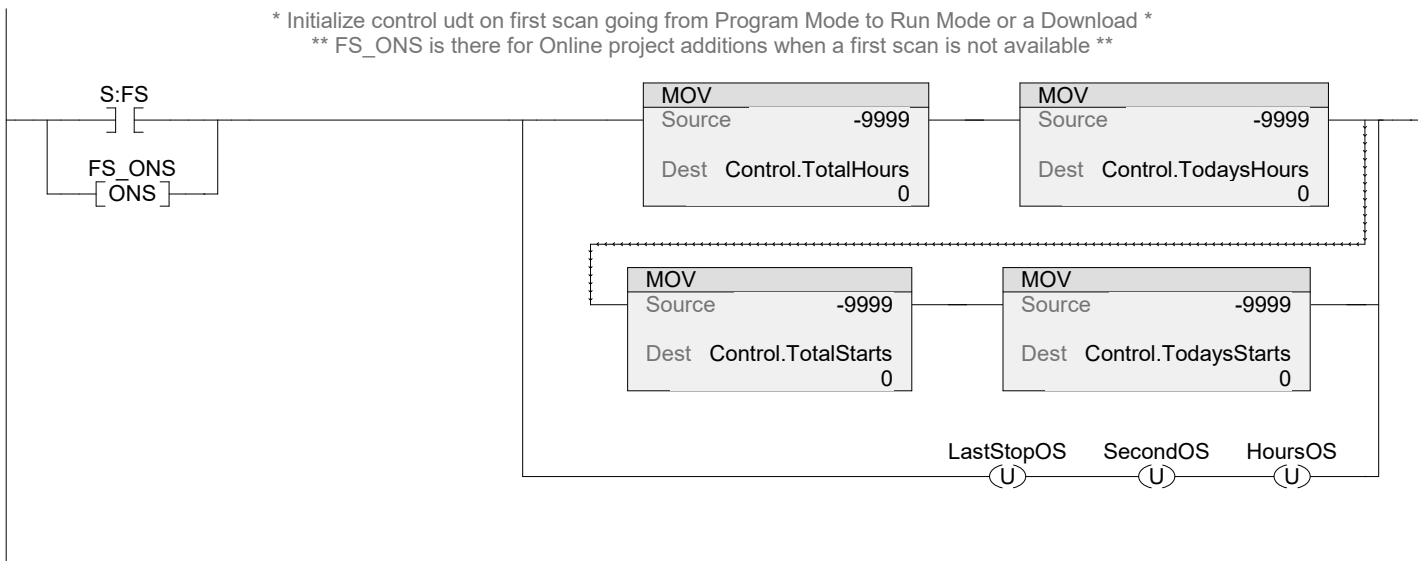 * Initialize control udt on first scan going from Program Mode to Run Mode or a Download *
** FS_ONS is there for Online project additions when a first scan is not available **
S:FS
FS_ONS
ONS
MOV
Source -9999
Dest Control.TotalHours
0
MOV
Source -9999
Dest Control.TodaysHours
0
MOV
Source -9999
Dest Control.TotalStarts
0
MOV
Source -9999
Dest Control.TodaysStarts
0
LastStopOS SecondOS HoursOS
U U U